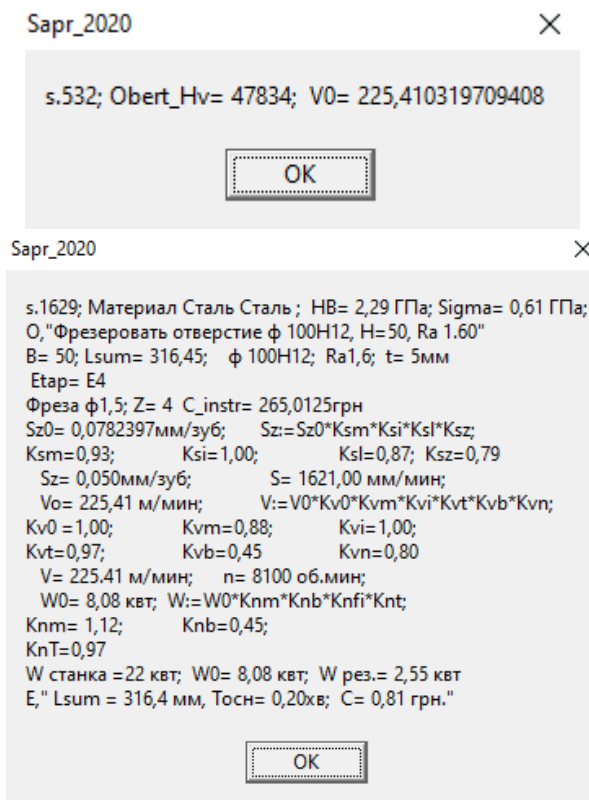 Sapr_2020
s.532; Obert_Hv= 47834; V0= 225,410319709408
OK
Sapr_2020
s.1629; Материал Сталь Сталь ; HB= 2,29 ГПа; Sigma= 0,61 ГПа;
O,"Фрезеровать отверстие ф 100H12, H=50, Ra 1.60"
B= 50; Lsum= 316,45; ф 100H12; Ra1,6; t= 5мм
Etap= E4
Фреза ф1,5; Z= 4 C_instr= 265,0125грн
Sz0= 0,0782397мм/зуб; Sz:=Sz0*Ksm*Ksi*Ksl*Ksz;
Ksm=0,93; Ksi=1,00; Ksl=0,87; Ksz=0,79
Sz= 0,050мм/зуб; S= 1621,00 мм/мин;
Vo= 225,41 м/мин; V:=V0*Kv0*Kvm*Kvi*Kvt*Kvb*Kvn;
Kv0 =1,00; Kvm=0,88; Kvi=1,00;
Kvt=0,97; Kvb=0,45 Kvn=0,80
V= 225.41 м/мин; n= 8100 об.мин;
W0= 8,08 квт; W:=W0*Knm*Knb*Knfi*Knt;
Knm= 1,12; Knb=0,45;
KnT=0,97
W станка =22 квт; W0= 8,08 квт; W рез.= 2,55 квт
E," Lsum = 316,4 мм, Тосн= 0,20хв; C= 0,81 грн."
OK